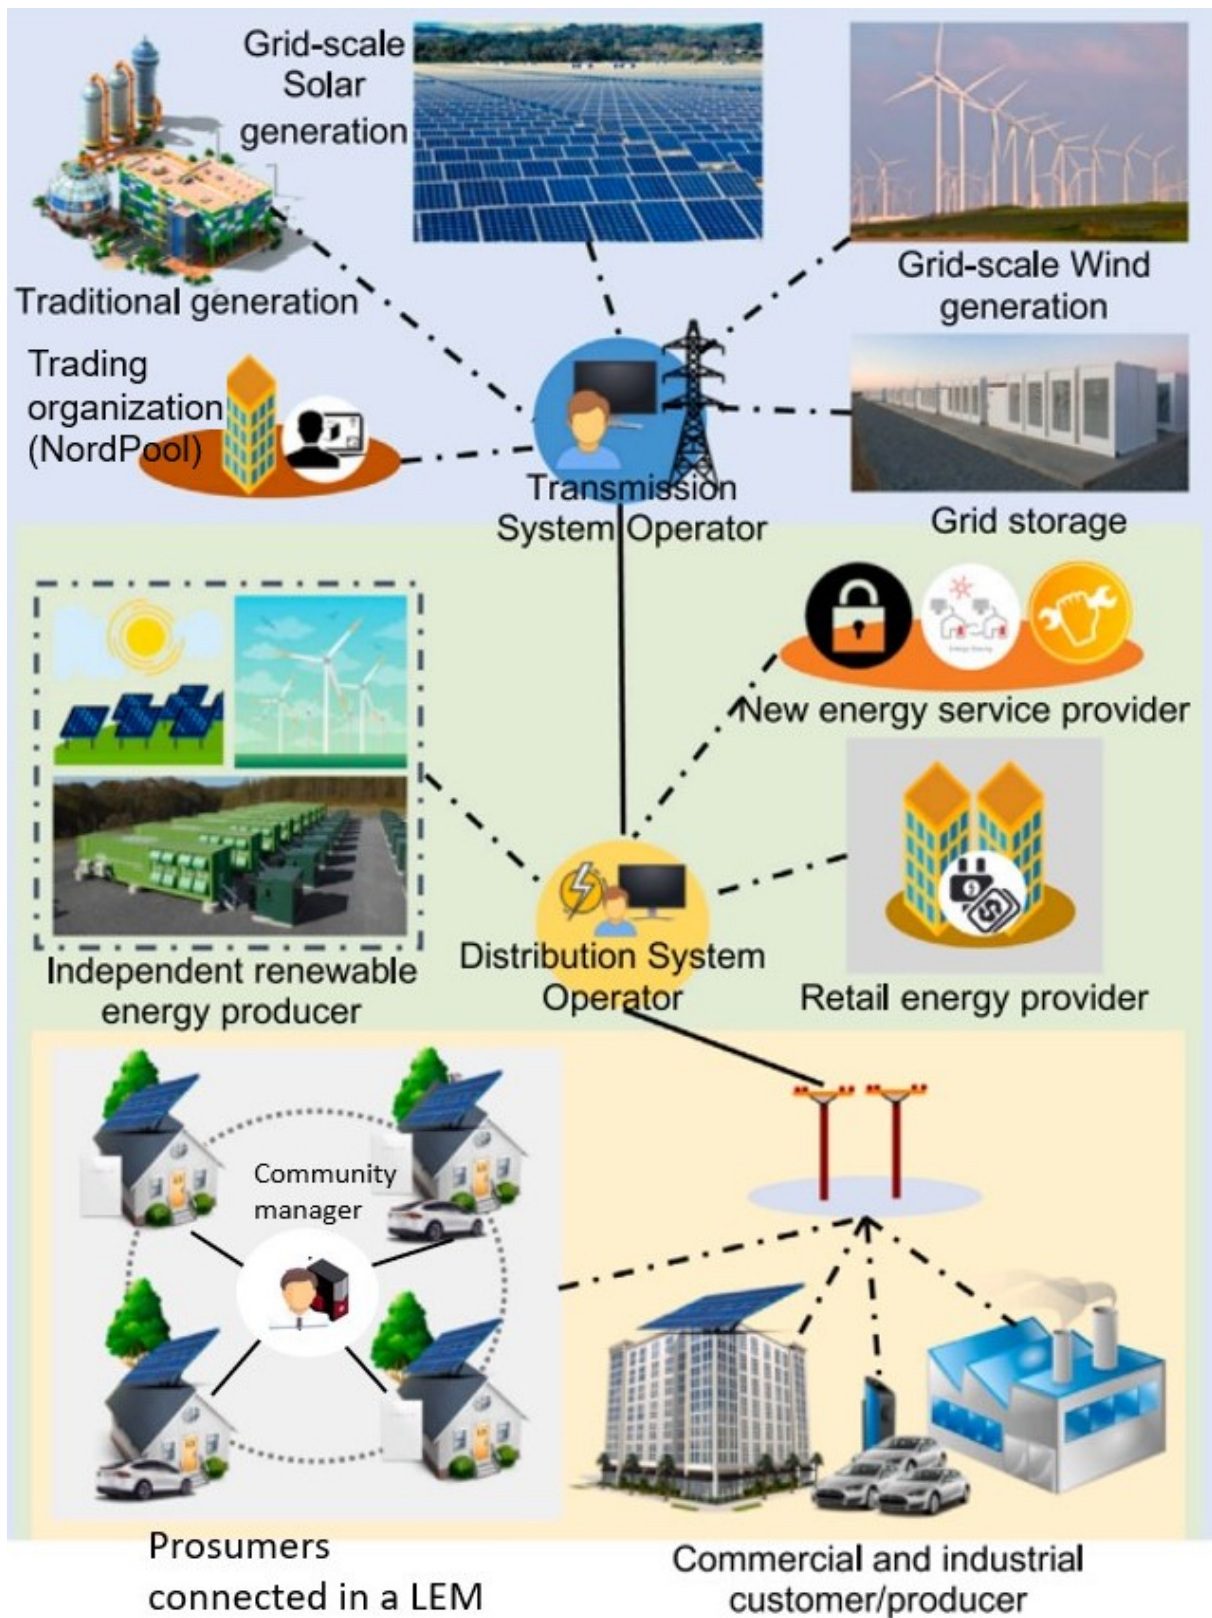 Grid-scale
Solar
generation
Traditional generation
Grid-scale Wind
generation
Trading
organization
(NordPool)
Transmission
System Operator
Grid storage
Energy Sharing
New energy service provider
Independent renewable
energy producer
Distribution System
Operator
Retail energy provider
Community
manager
Prosumers
connected in a LEM
Commercial and industrial
customer/producer